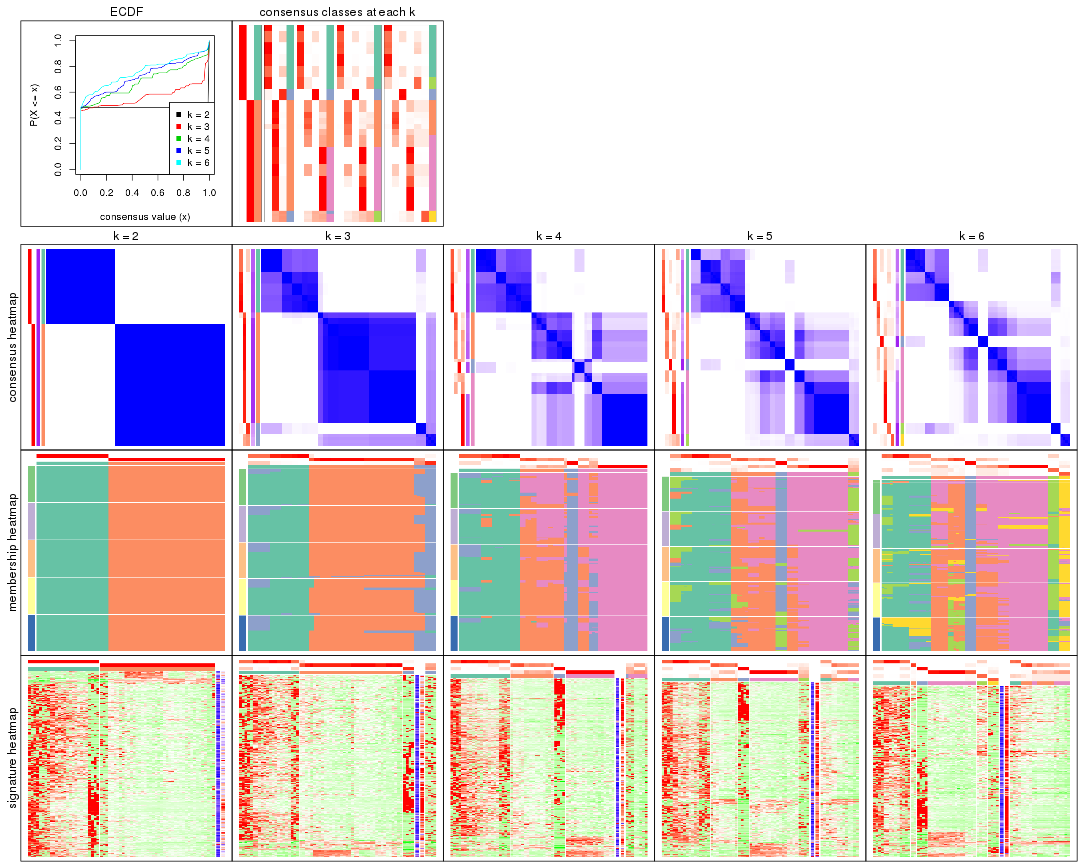 ECDF
consensus classes at each k
P(X <= x)
1.0
0.8
0.6
0.4
0.2
0.0
k = 2
k = 3
k = 4
k = 5
k = 6
0.0 0.2 0.4 0.6 0.8 1.0
consensus value (x)
k = 2
k = 3
k = 4
k = 5
k = 6
consensus heatmap
membership heatmap
signature heatmap